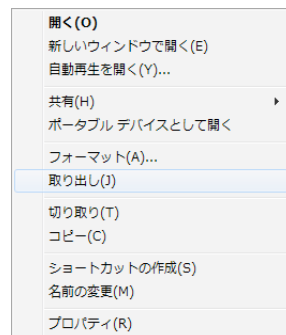 開く(O)
新しいウィンドウで開く(E)
自動再生を開く(Y)...
共有(H)
ポータブル デバイスとして開く
フォーマット(A)...
取り出し(J)
切り取り(T)
コピー(C)
ショートカットの作成(S)
名前の変更(M)
プロパティ(R)